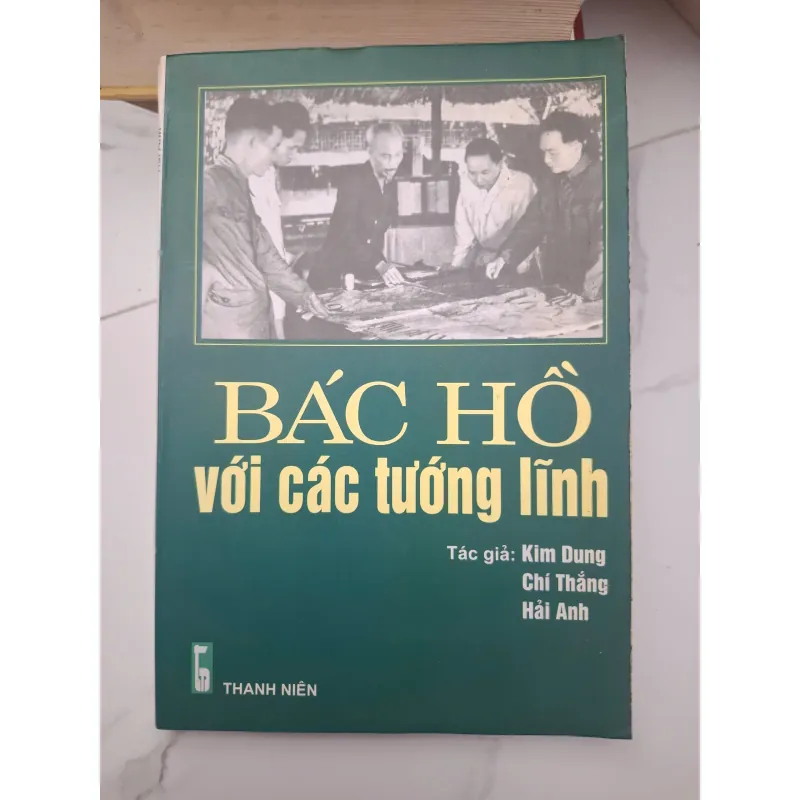 BÁC HỒ
với các tướng lĩnh
Tác giả: Kim Dung
Chí Thắng
Hải Anh
THANH NIÊN